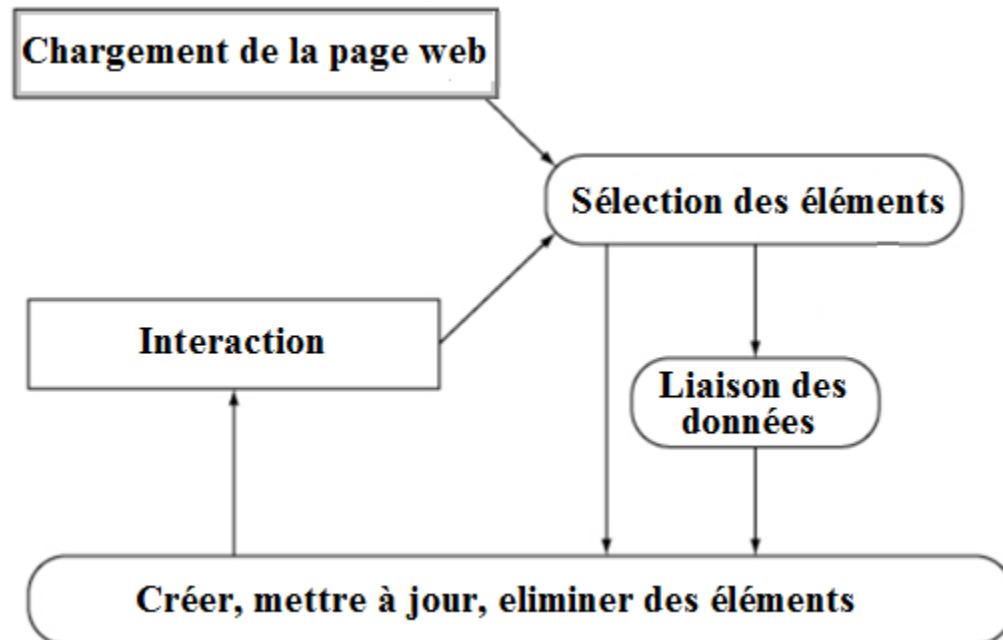 Chargement de la page web
Sélection des éléments
Interaction
Liaison des
données
Créer, mettre à jour, eliminer des éléments